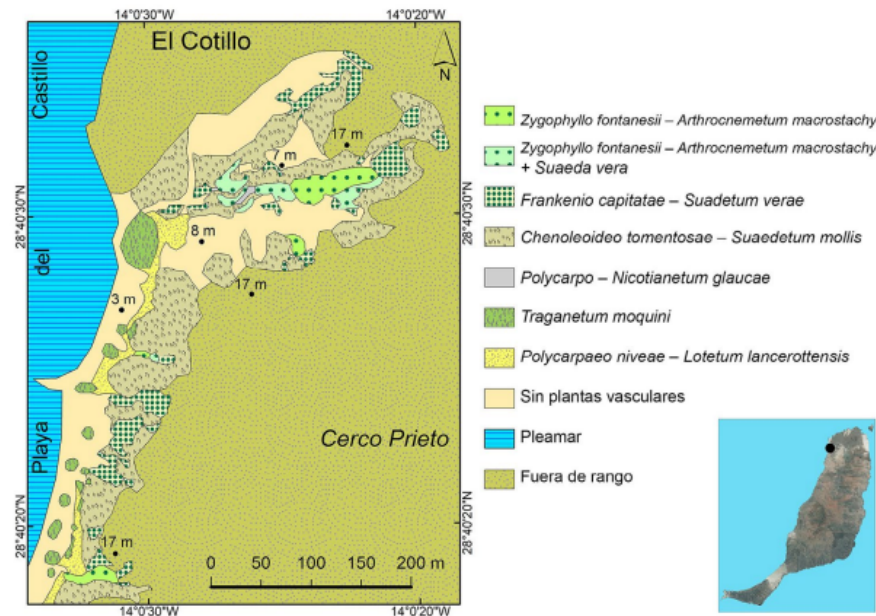 14°0'30"W
14°0'20"W
El Cotillo
N
Castillo
del
Playa
28°40'30"N
28°40'30"N
28°40'20"N
28°40'20"N
17 m
7 m
8 m
17 m
3 m
17 m
Cerco Prieto
0 50 100 150 200 m
14°0'30"W
14°0'20"W
Zygophyllo fontanesii – Arthrocnemetum macrostachy
Zygophyllo fontanesii – Arthrocnemetum macrostachy
+ Suaeda vera
Frankenio capitatae – Suadetum verae
Chenoleoideo tomentosae – Suaedetum mollis
Polycarpo – Nicotianetum glaucae
Traganetum moquini
Polycarpaeo niveae – Lotetum lancerottensis
Sin plantas vasculares
Pleamar
Fuera de rango